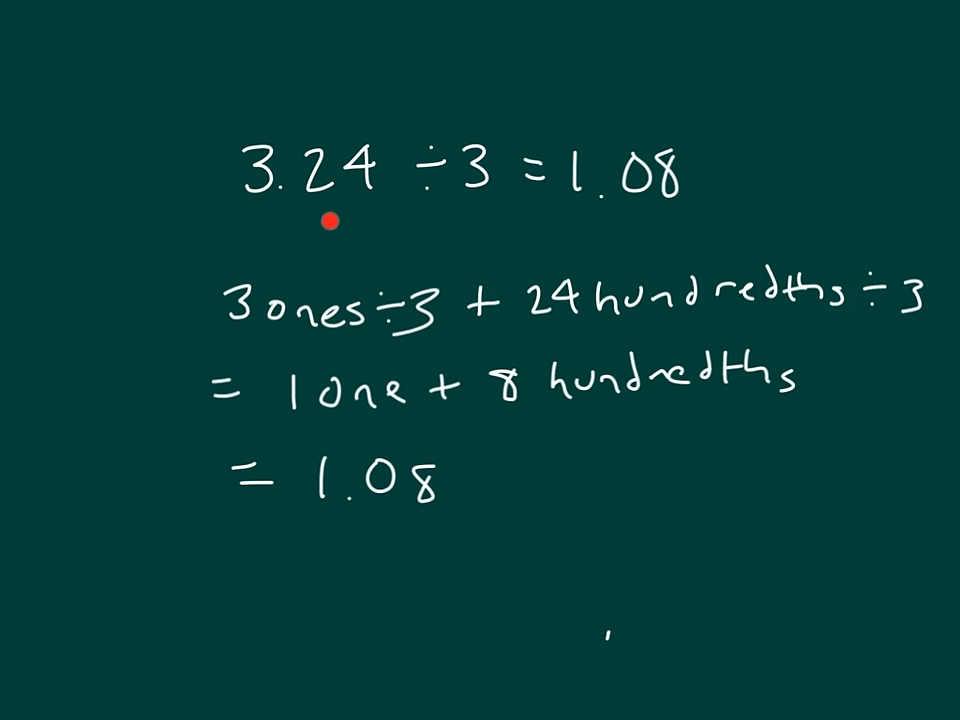 3.24 ÷ 3 = 1.08
3 ones ÷ 3 + 24 hundredths ÷ 3
= 1 one + 8 hundredths
= 1.08